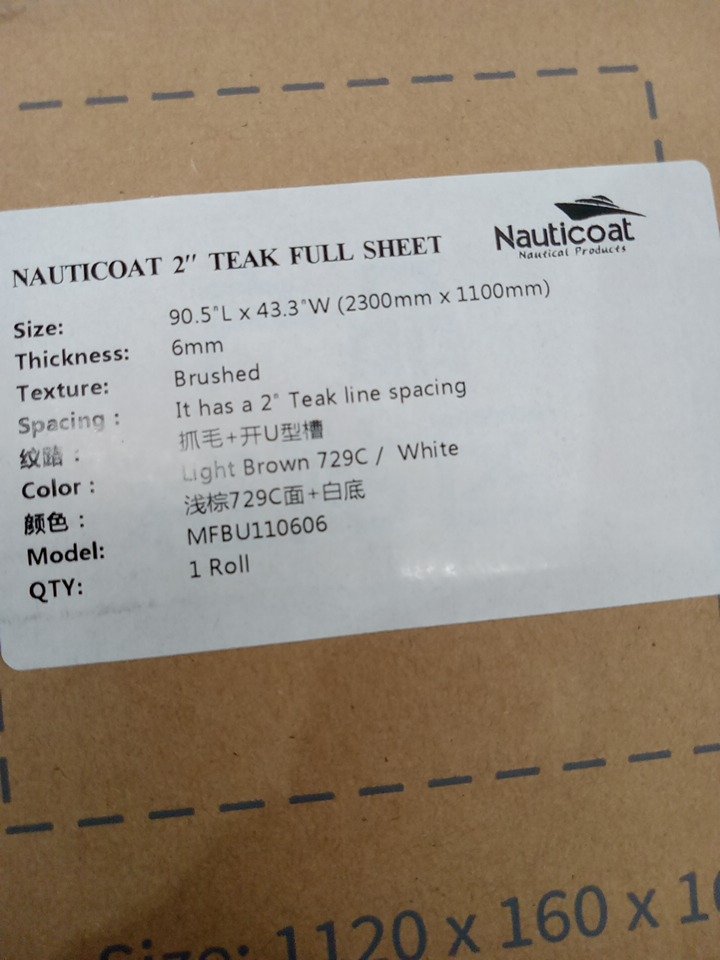 Nauticoat
Nautical Products
NAUTICOAT 2" TEAK FULL SHEET
Size: 90.5"L x 43.3"W (2300mm x 1100mm)
Thickness: 6mm
Texture: Brushed
Spacing : It has a 2" Teak line spacing
纹路 : 抓毛+开U型槽
Color : Light Brown 729C / White
颜色 : 浅棕729C面+白底
Model: MFBU110606
QTY: 1 Roll
Size: 1120 x 160 x